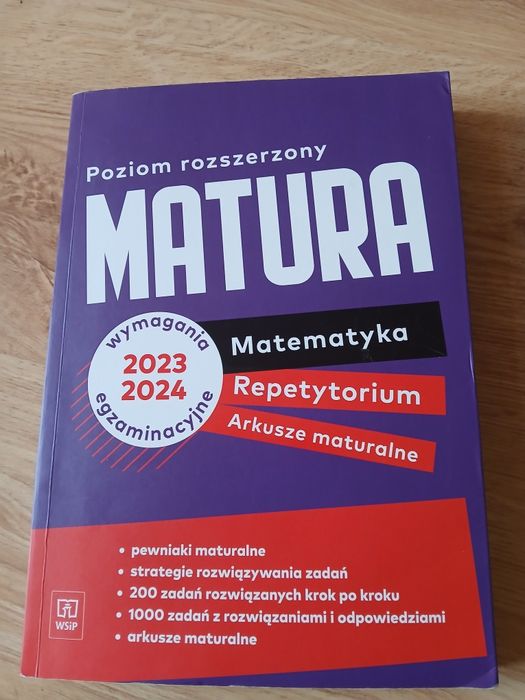 Poziom rozszerzony
MATURA
wymagania
2023
2024
egzaminacyjne
Matematyka
Repetytorium
Arkusze maturalne
• pewniaki maturalne
• strategie rozwiązywania zadań
• 200 zadań rozwiązanych krok po kroku
• 1000 zadań z rozwiązaniami i odpowiedziami
• arkusze maturalne
WSiP